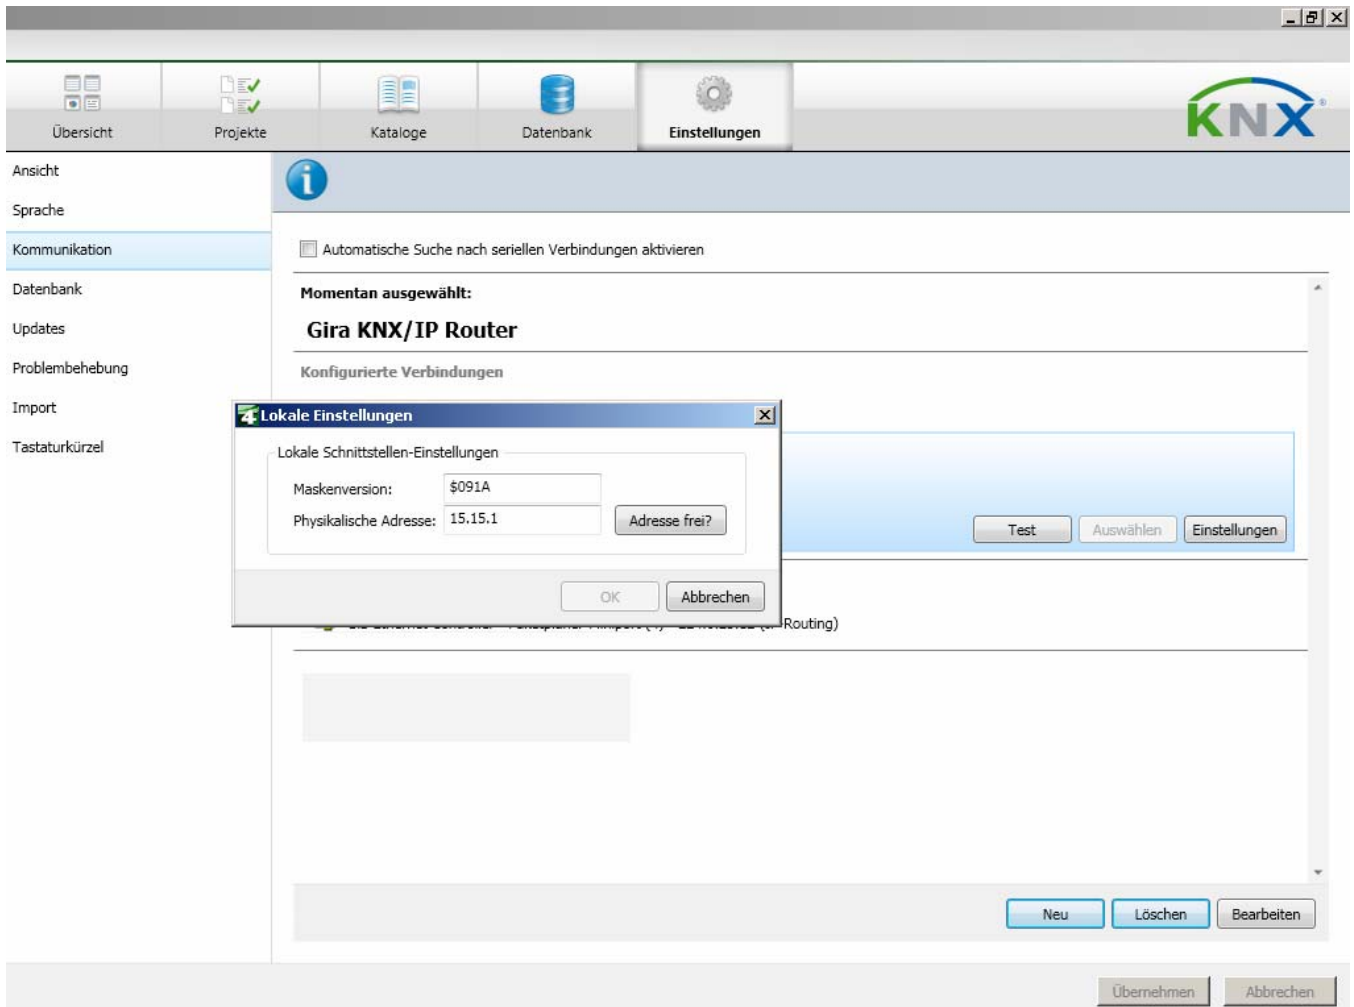 Übersicht
Projekte
Kataloge
Datenbank
Einstellungen
KNX
Ansicht
Sprache
Kommunikation
Datenbank
Updates
Problembehebung
Import
Tastaturkürzel
Automatische Suche nach seriellen Verbindungen aktivieren
Momentan ausgewählt:
Gira KNX/IP Router
Konfigurierte Verbindungen
4 Lokale Einstellungen
Lokale Schnittstellen-Einstellungen
Maskenversion: $091A
Physikalische Adresse: 15.15.1 Adresse frei?
OK Abbrechen
Test Auswählen Einstellungen
Routing)
Neu Löschen Bearbeiten
Übernehmen Abbrechen